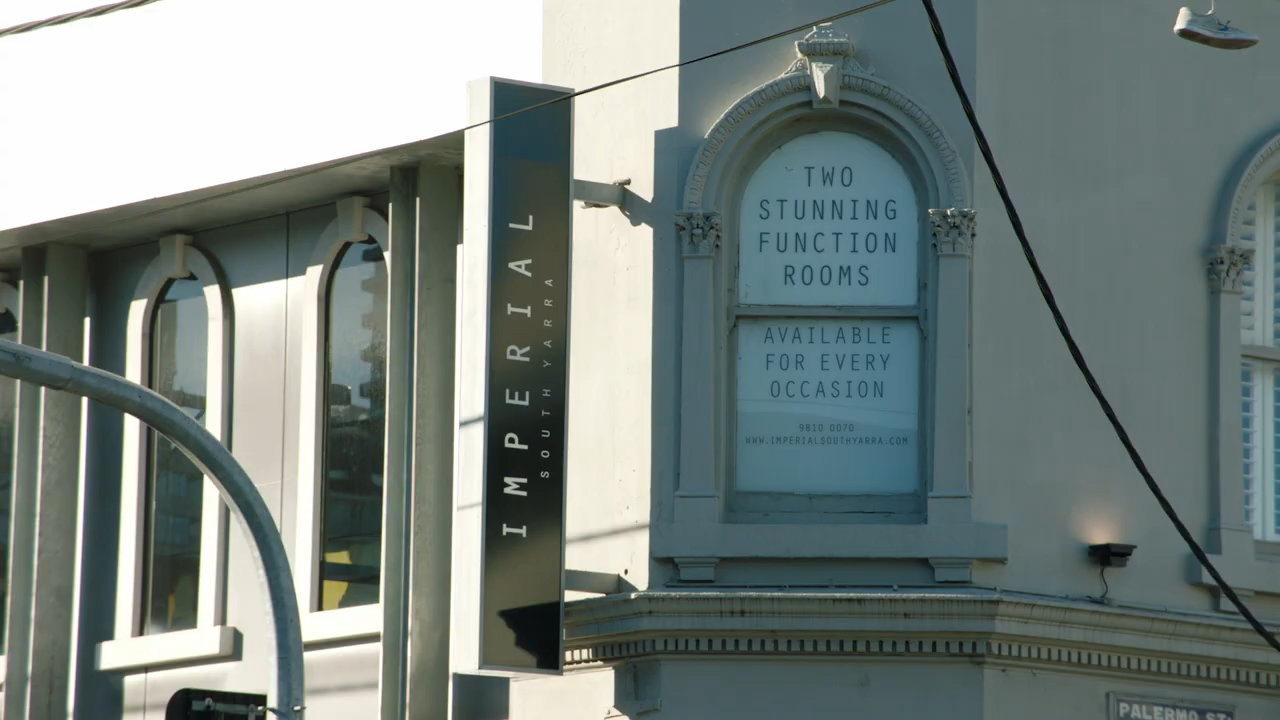 IMPERIAL
SOUTH YARRA
TWO
STUNNING
FUNCTION
ROOMS
AVAILABLE
FOR EVERY
OCCASION
9810 0070
WWW.IMPERIALSOUTHYARRA.COM
PALERMO ST.